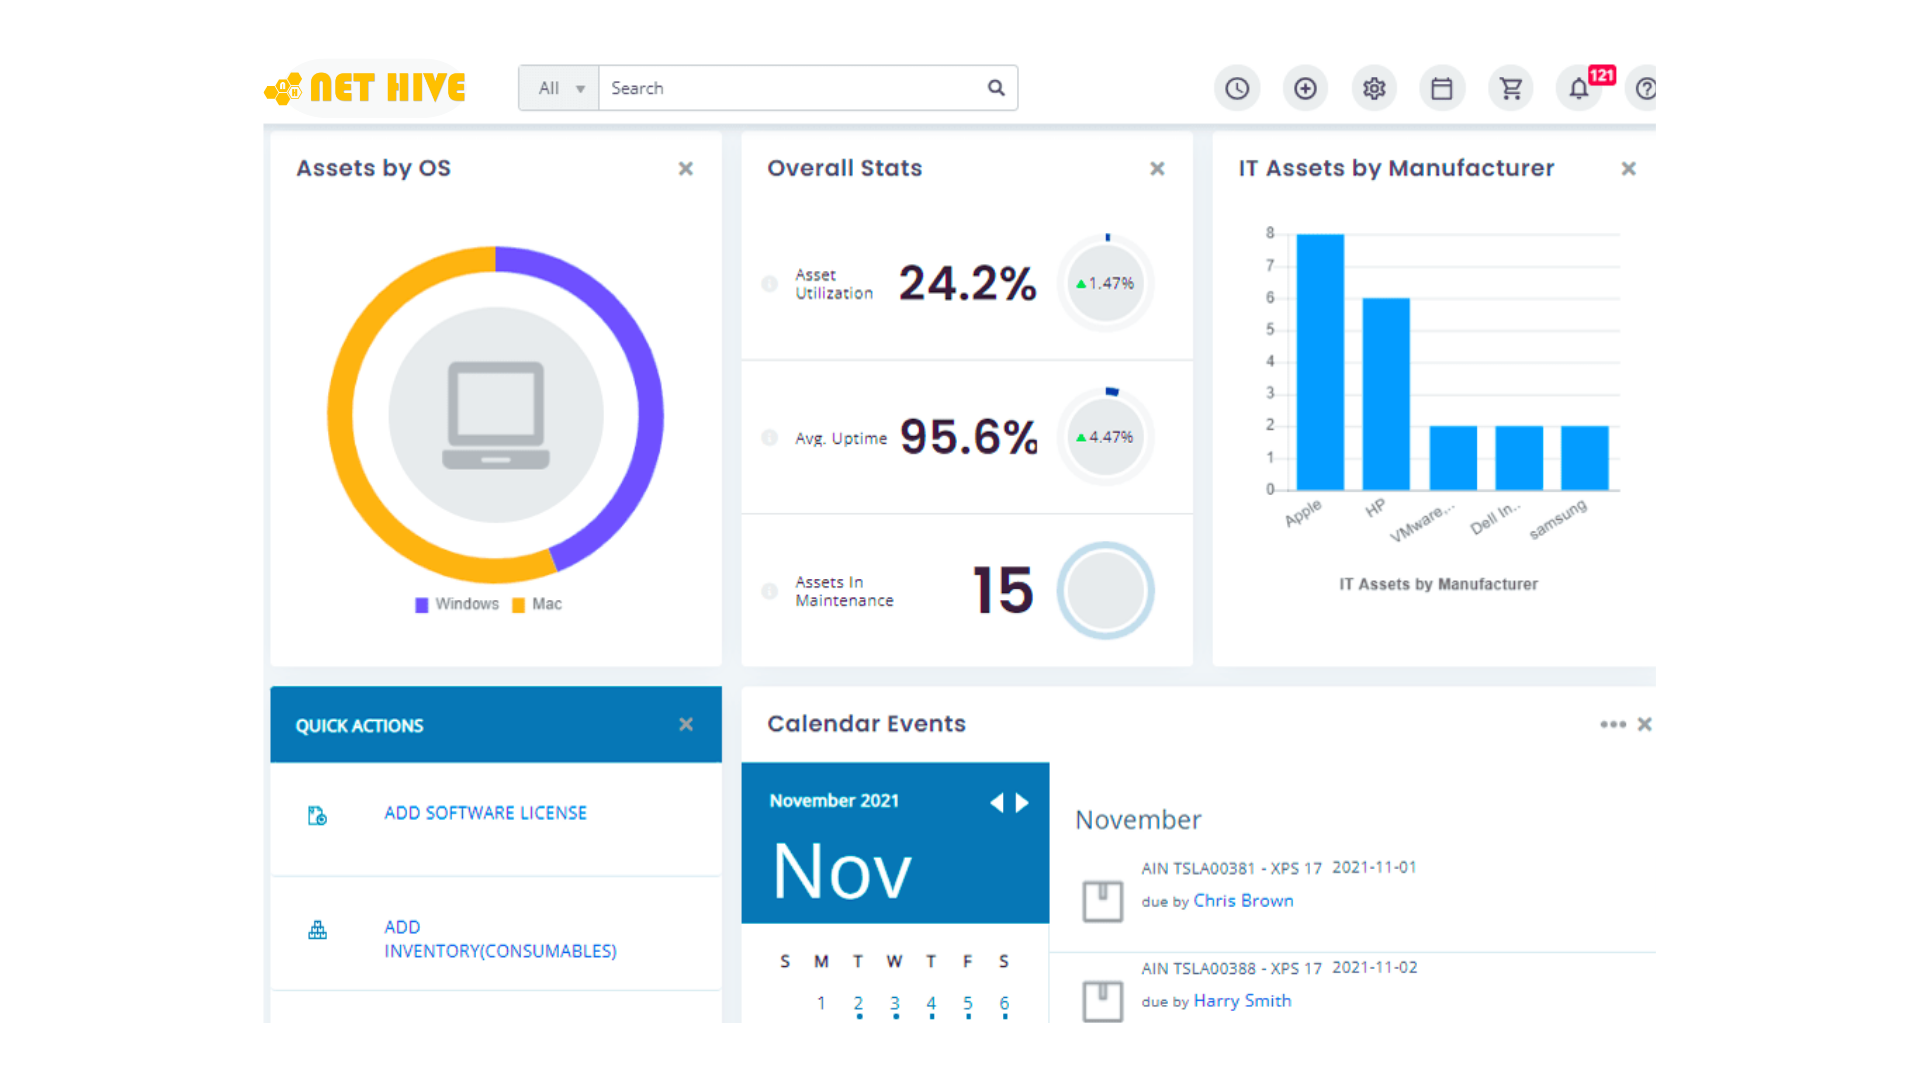 NET HIVE
All
Search
121
Assets by OS
Windows
Mac
Overall Stats
Asset
Utilization
24.2%
1.47%
Avg. Uptime
95.6%
4.47%
Assets In
Maintenance
15
IT Assets by Manufacturer
8
7
6
5
4
3
2
1
0
Apple
HP
VMware,...
Dell In...
samsung
IT Assets by Manufacturer
QUICK ACTIONS
ADD SOFTWARE LICENSE
ADD
INVENTORY(CONSUMABLES)
Calendar Events
November 2021
Nov
S M T W T F S
1 2 3 4 5 6
November
AIN TSLA00381 - XPS 17 2021-11-01
due by Chris Brown
AIN TSLA00388 - XPS 17 2021-11-02
due by Harry Smith